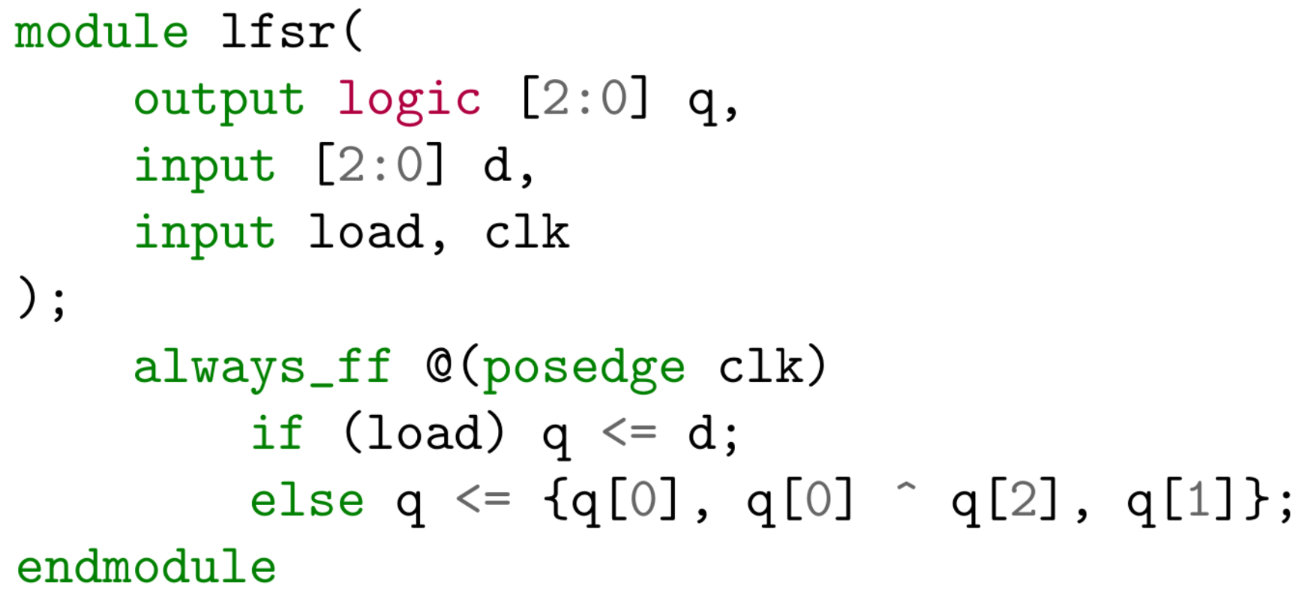 module lfsr(
    output logic [2:0] q,
    input [2:0] d,
    input load, clk
);
    always_ff @(posedge clk)
        if (load) q <= d;
        else q <= {q[0], q[0] ^ q[2], q[1]};
endmodule